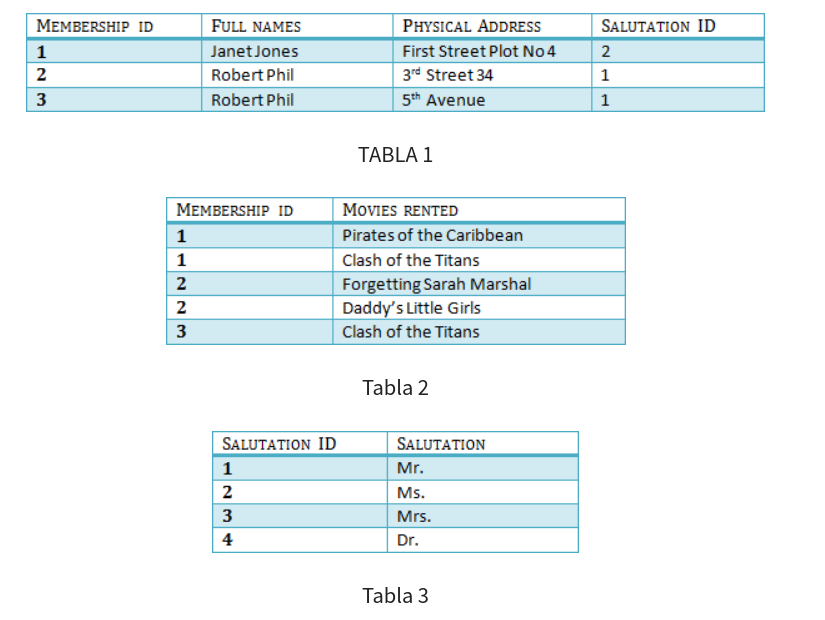 MEMBERSHIP ID FULL NAMES PHYSICAL ADDRESS SALUTATION ID
1 Janet Jones First Street Plot No 4 2
2 Robert Phil 3rd Street 34 1
3 Robert Phil 5th Avenue 1
TABLA 1
MEMBERSHIP ID MOVIES RENTED
1 Pirates of the Caribbean
1 Clash of the Titans
2 Forgetting Sarah Marshal
2 Daddy's Little Girls
3 Clash of the Titans
Tabla 2
SALUTATION ID SALUTATION
1 Mr.
2 Ms.
3 Mrs.
4 Dr.
Tabla 3